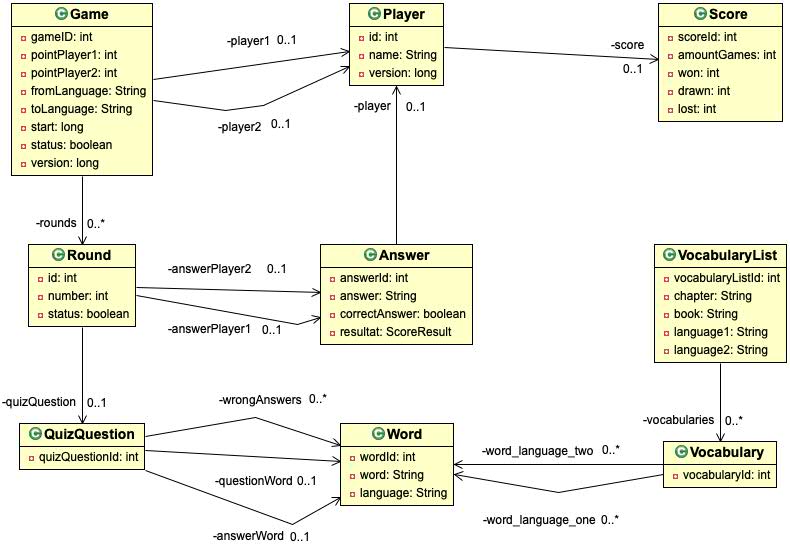 Game
gameID: int
pointPlayer1: int
pointPlayer2: int
fromLanguage: String
toLanguage: String
start: long
status: boolean
version: long
-player1 0..1
-player2 0..1
Player
id: int
name: String
version: long
-score
0..1
Score
scoreId: int
amountGames: int
won: int
drawn: int
lost: int
-player 0..1
-rounds 0..*
Round
id: int
number: int
status: boolean
-answerPlayer2 0..1
-answerPlayer1 0..1
Answer
answerId: int
answer: String
correctAnswer: boolean
resultat: ScoreResult
VocabularyList
vocabularyListId: int
chapter: String
book: String
language1: String
language2: String
-quizQuestion 0..1
QuizQuestion
quizQuestionId: int
-wrongAnswers 0..*
-questionWord 0..1
-answerWord 0..1
Word
wordId: int
word: String
language: String
-vocabularies 0..*
-word_language_two 0..*
-word_language_one 0..*
Vocabulary
vocabularyId: int